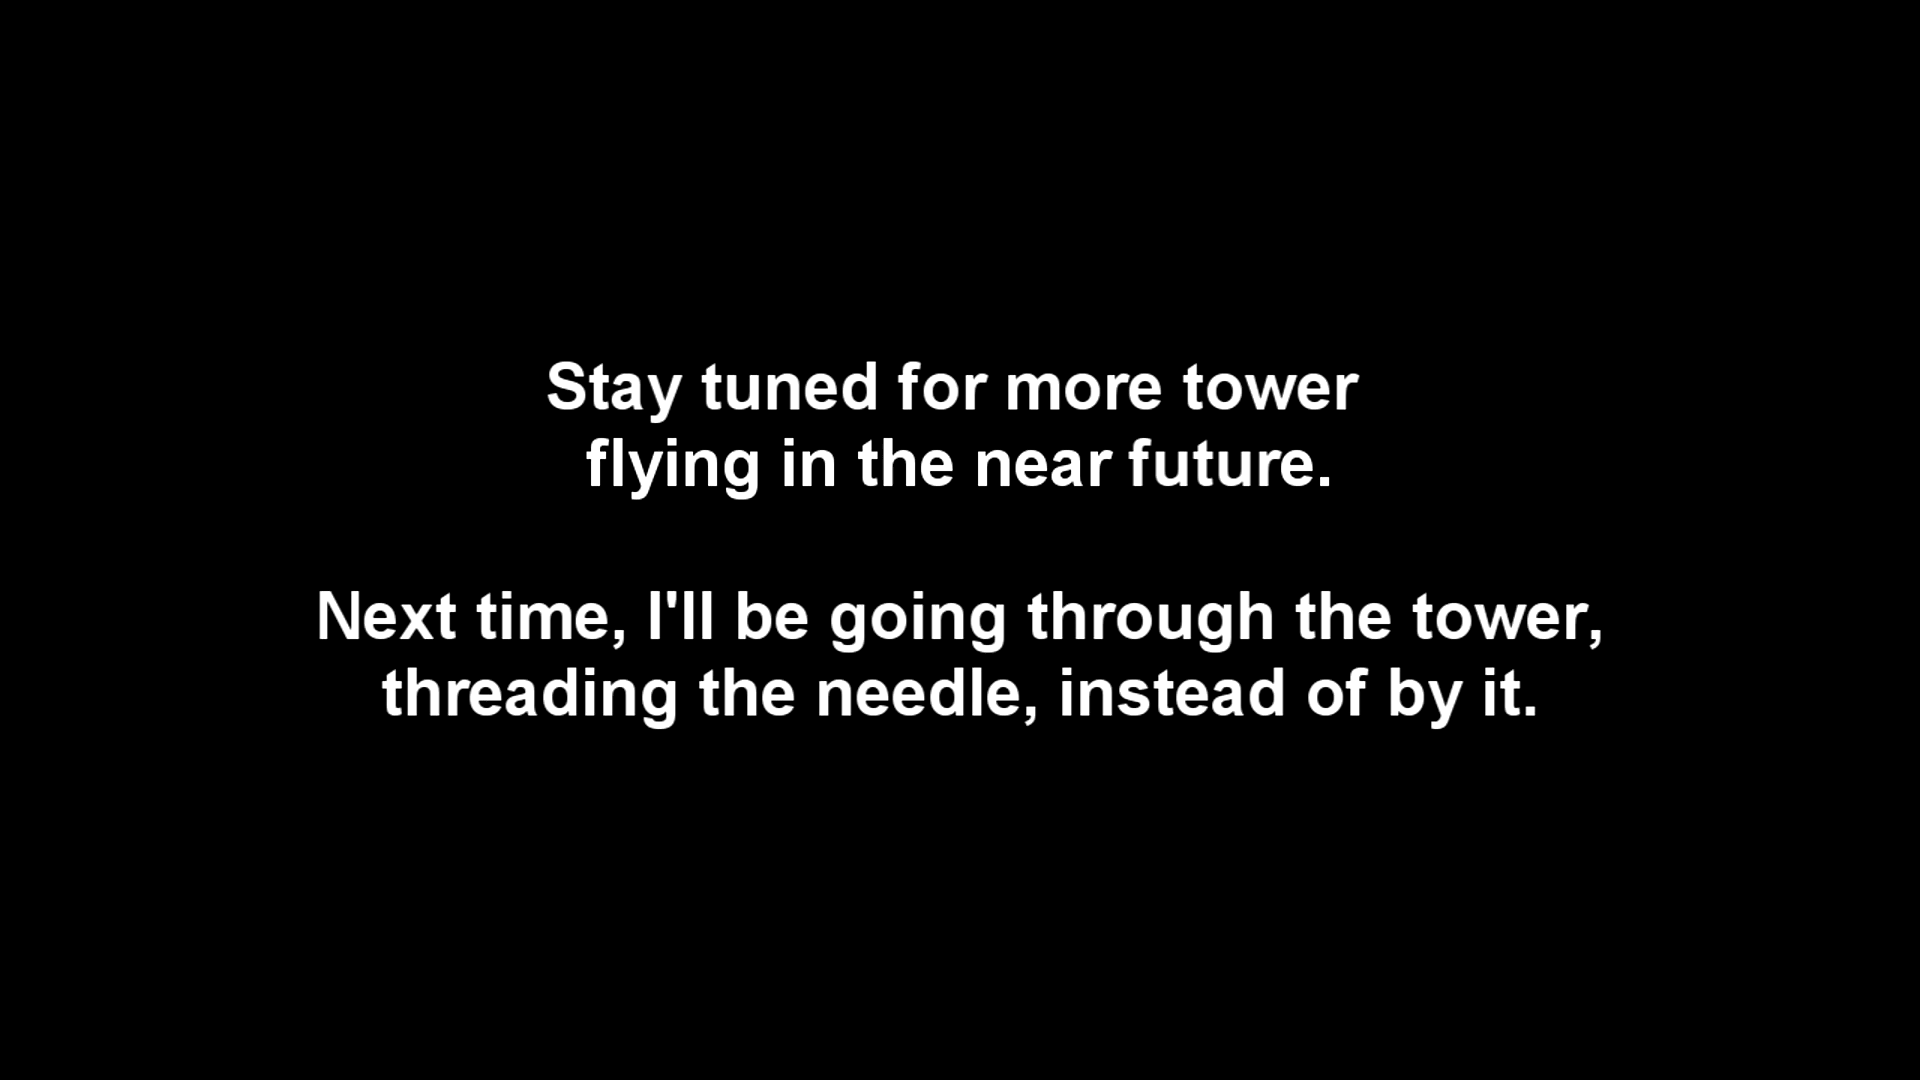 Stay tuned for more tower
flying in the near future.
Next time, I'll be going through the tower,
threading the needle, instead of by it.